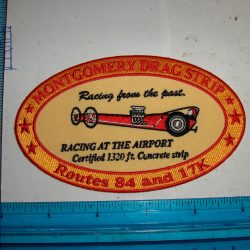 MONTGOMERY DRAG STRIP
Racing from the past.
RACING AT THE AIRPORT
Certified 1320 ft. Concrete strip
Routes 84 and 17K